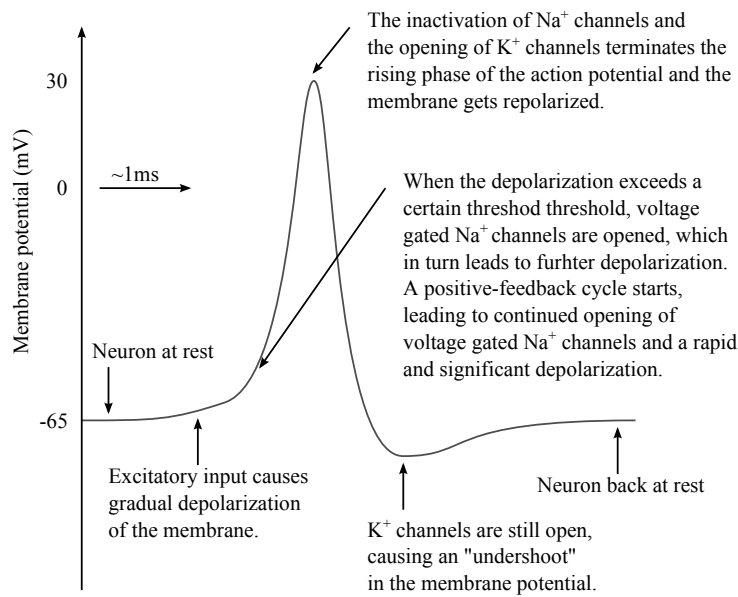 The inactivation of Na+ channels and
the opening of K+ channels terminates the
rising phase of the action potential and the
membrane gets repolarized.
30
Membrane potential (mV)
0
~1ms
When the depolarization exceeds a
certain threshod threshold, voltage
gated Na+ channels are opened, which
in turn leads to furhter depolarization.
A positive-feedback cycle starts,
leading to continued opening of
voltage gated Na+ channels and a rapid
and significant depolarization.
Neuron at rest
-65
Excitatory input causes
gradual depolarization
of the membrane.
Neuron back at rest
K+ channels are still open,
causing an "undershoot"
in the membrane potential.